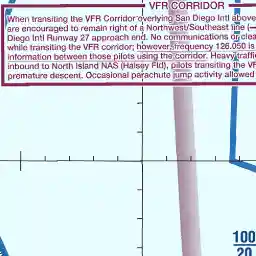 VFR CORRIDOR
When transiting the VFR Corridor overlying San Diego Intl above
are encouraged to remain right of a Northwest/Southeast line (—
Diego Intl Runway 27 approach end. No communications or clea
while transiting the VFR corridor; however, frequency 126.050 is
information between those pilots using the corridor. Heavy traffi
inbound to North Island NAS (Halsey Fld), pilots transiting the VF
premature descent. Occasional parachute jump activity allowed
100
20